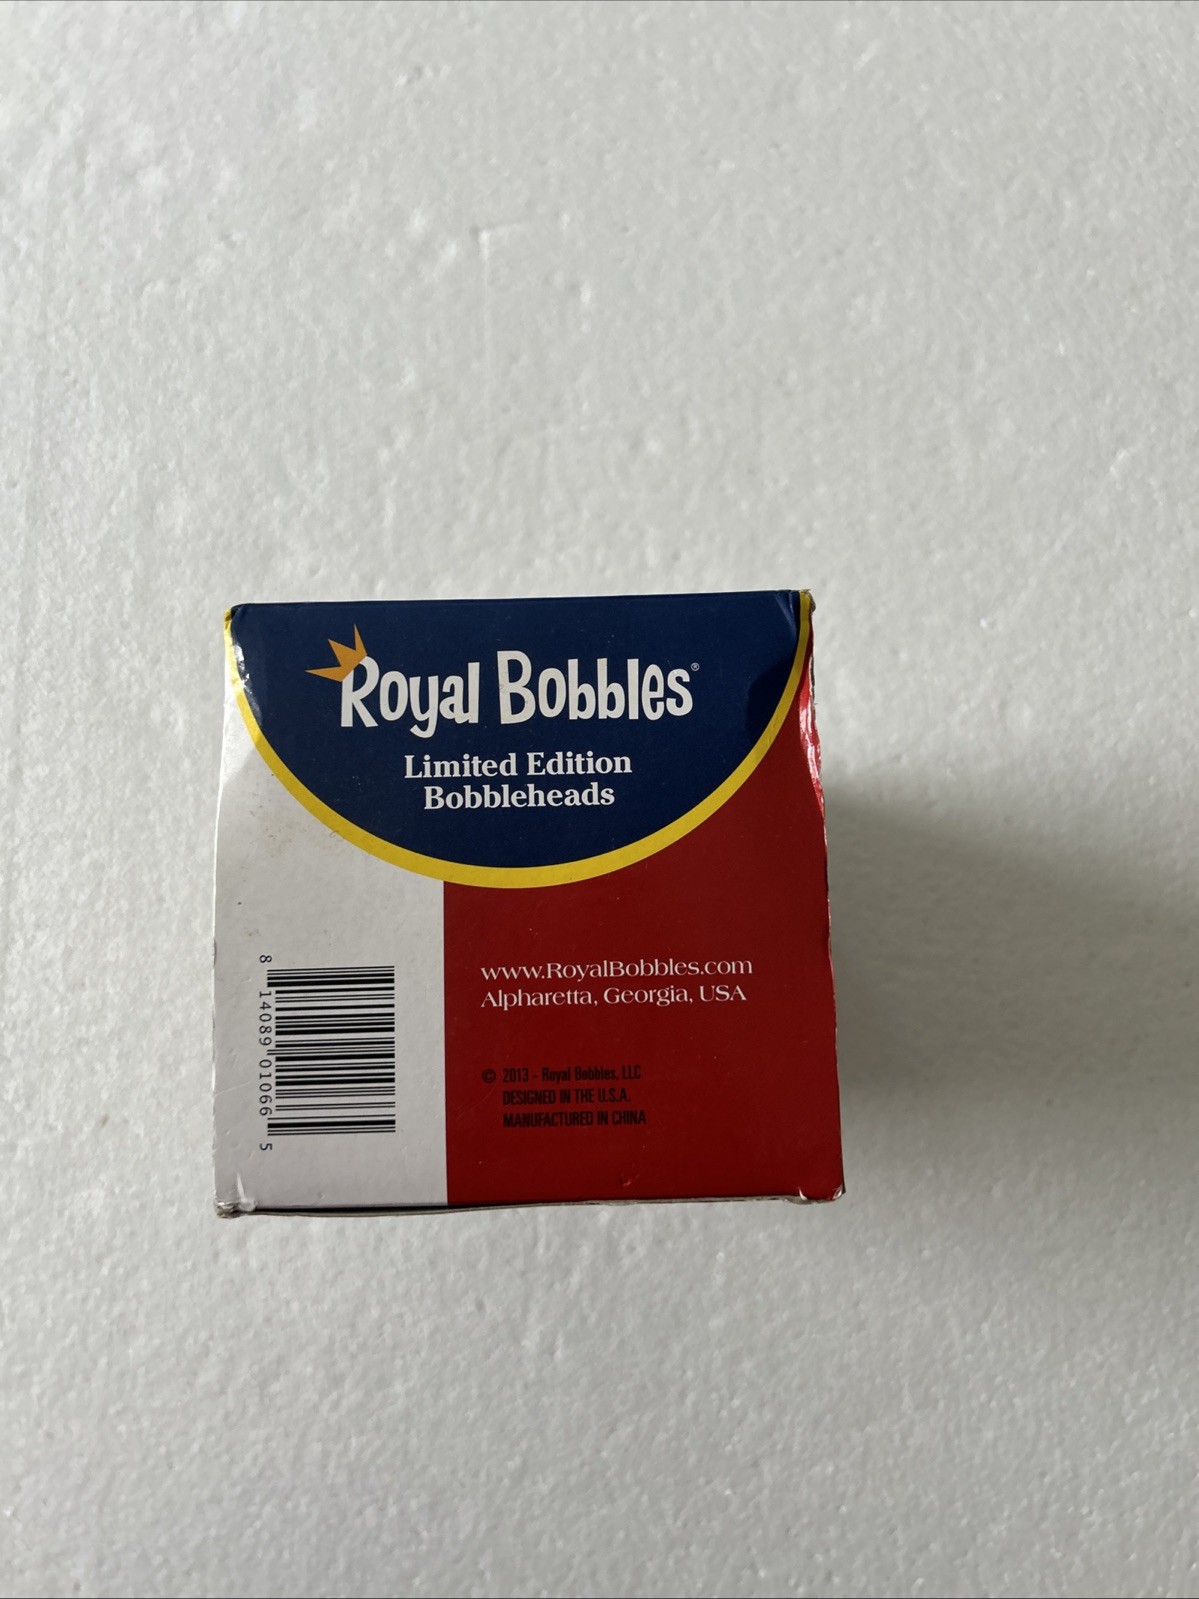 Royal Bobbles®
Limited Edition
Bobbleheads
www.RoyalBobbles.com
Alpharetta, Georgia, USA
© 2013 - Royal Bobbles, LLC
DESIGNED IN THE U.S.A.
MANUFACTURED IN CHINA
8 14089 01066 5